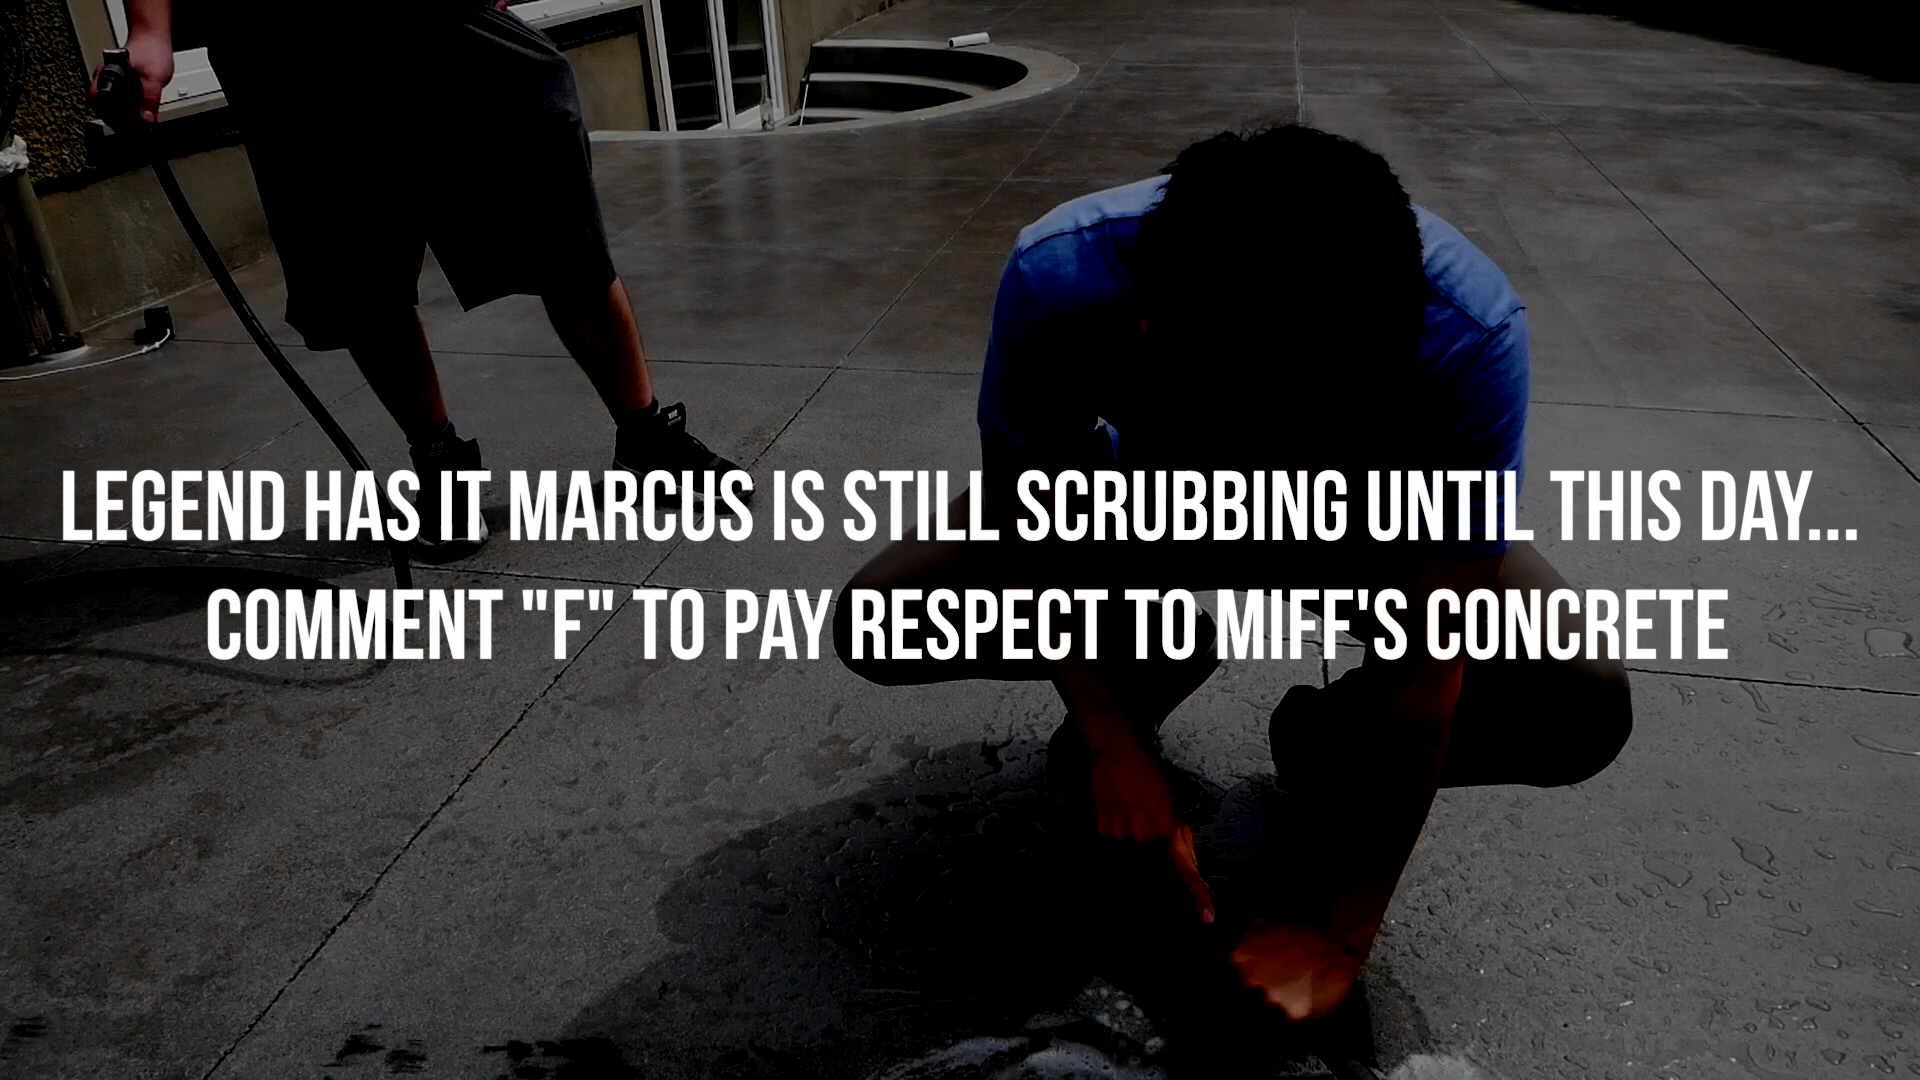 LEGEND HAS IT MARCUS IS STILL SCRUBBING UNTIL THIS DAY...
COMMENT "F" TO PAY RESPECT TO MIFF'S CONCRETE